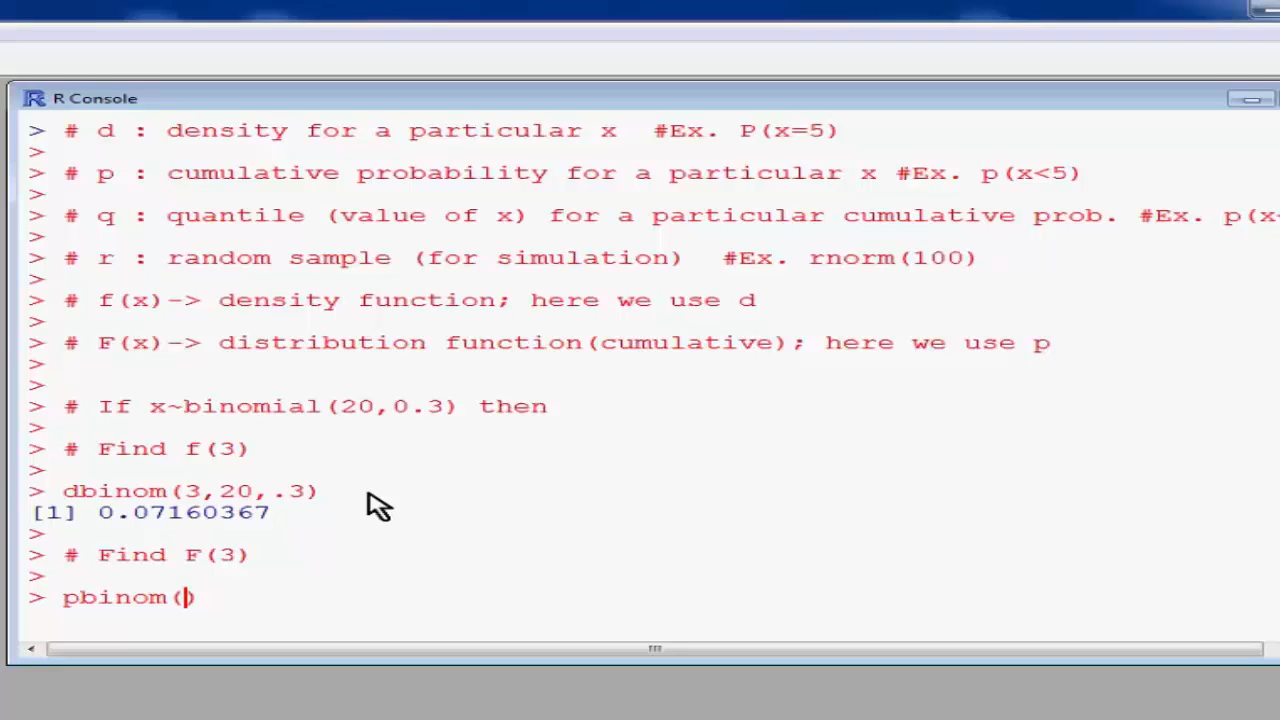 R Console
> # d : density for a particular x  #Ex. P(x=5)
>
> # p : cumulative probability for a particular x #Ex. p(x<5)
>
> # q : quantile (value of x) for a particular cumulative prob. #Ex. p(x
>
> # r : random sample (for simulation)  #Ex. rnorm(100)
>
> # f(x)-> density function; here we use d
>
> # F(x)-> distribution function(cumulative); here we use p
>
>
> # If x~binomial(20,0.3) then
>
> # Find f(3)
>
> dbinom(3,20,.3)
[1] 0.07160367
>
> # Find F(3)
>
> pbinom()